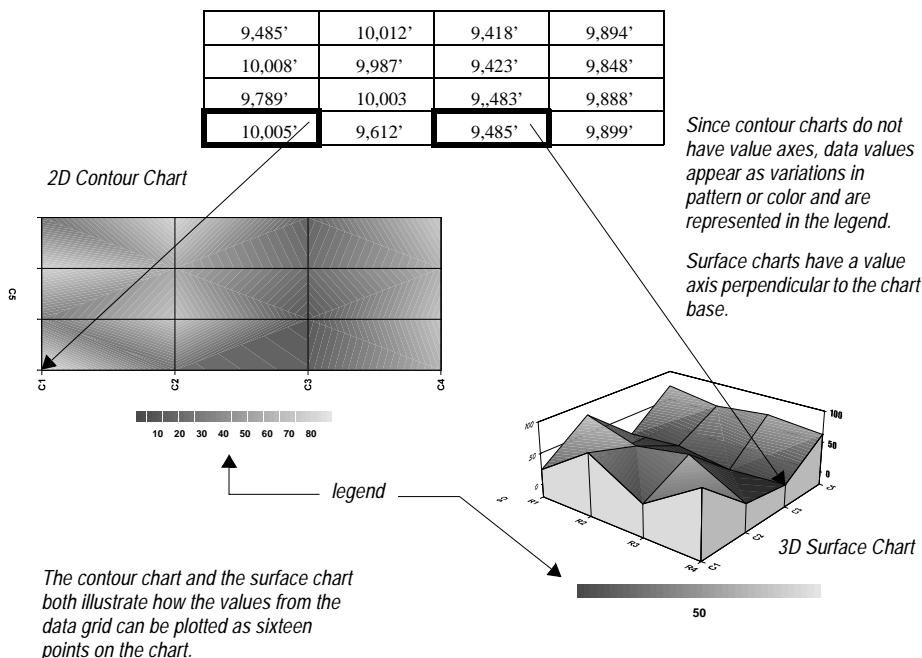 9,485’ 10,012’ 9,418’ 9,894’
10,008’ 9,987’ 9,423’ 9,848’
9,789’ 10,003 9,,483’ 9,888’
10,005’ 9,612’ 9,485’ 9,899’
Since contour charts do not
have value axes, data values
appear as variations in
pattern or color and are
represented in the legend.
Surface charts have a value
axis perpendicular to the chart
base.
2D Contour Chart
C5
C1 C2 C3 C4
10 20 30 40 50 60 70 80
legend
100
50
0
R1
R2
R3
R4
100
50
0
C1
C2
C3
3D Surface Chart
50
The contour chart and the surface chart
both illustrate how the values from the
data grid can be plotted as sixteen
points on the chart.